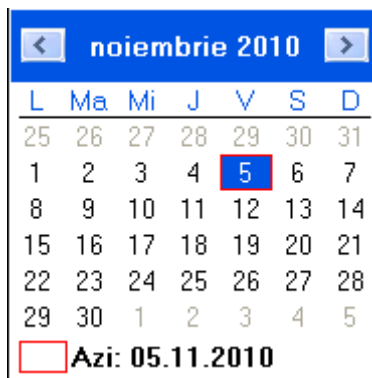 noiembrie 2010
L Ma Mi J V S D
25 26 27 28 29 30 31
1 2 3 4 5 6 7
8 9 10 11 12 13 14
15 16 17 18 19 20 21
22 23 24 25 26 27 28
29 30 1 2 3 4 5
Azi: 05.11.2010